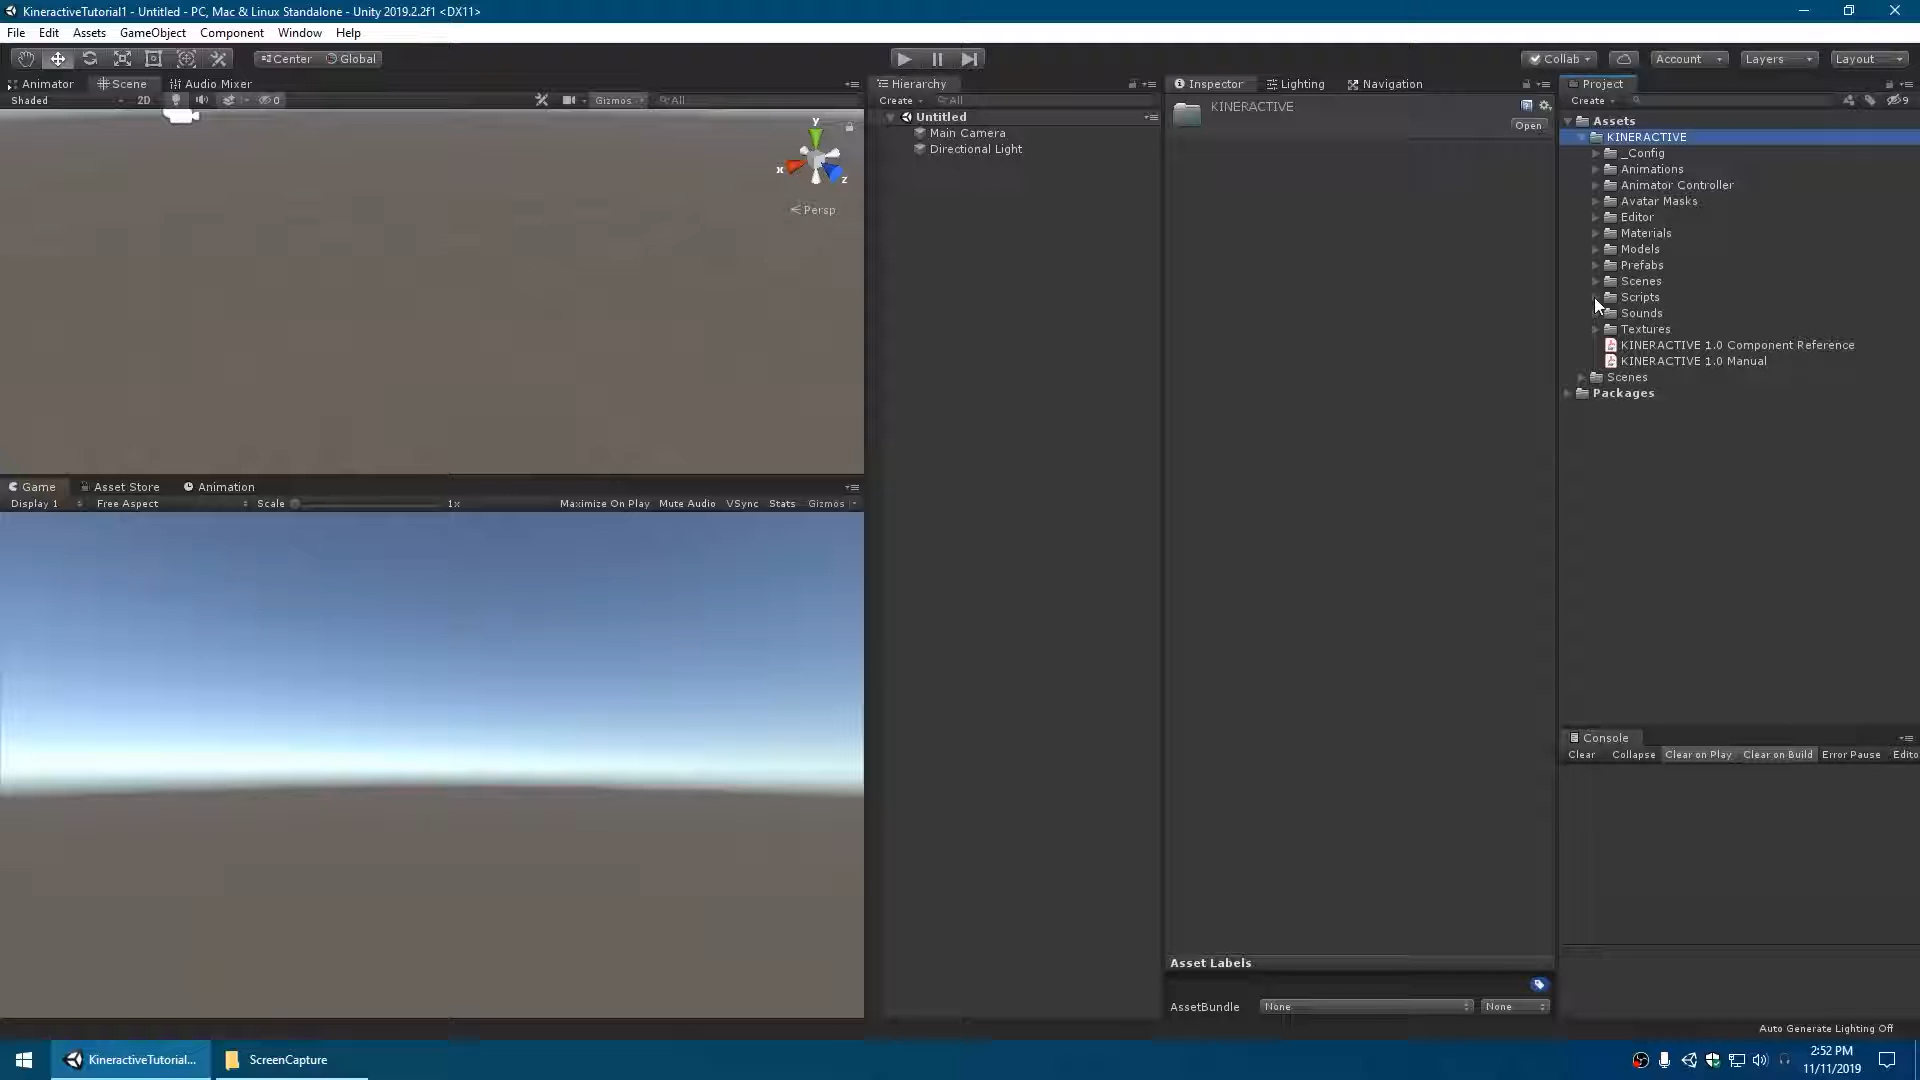 KineractiveTutorial1 - Untitled - PC, Mac & Linux Standalone - Unity 2019.2.2f1 <DX11>
File Edit Assets GameObject Component Window Help
Center Global
Collab Account Layers Layout
Animator Scene Audio Mixer
Shaded 2D 0 Gizmos All
y
x
z
Persp
Hierarchy
Create All
Untitled
Main Camera
Directional Light
Inspector Lighting Navigation
KINERACTIVE
Open
Project
Create 9
Assets
KINERACTIVE
_Config
Animations
Animator Controller
Avatar Masks
Editor
Materials
Models
Prefabs
Scenes
Scripts
Sounds
Textures
KINERACTIVE 1.0 Component Reference
KINERACTIVE 1.0 Manual
Scenes
Packages
Game Asset Store Animation
Display 1 Free Aspect Scale 1x Maximize On Play Mute Audio VSync Stats Gizmos
Console
Clear Collapse Clear on Play Clear on Build Error Pause Edito
Asset Labels
AssetBundle None None
Auto Generate Lighting Off
KineractiveTutorial... ScreenCapture
2:52 PM
11/11/2019